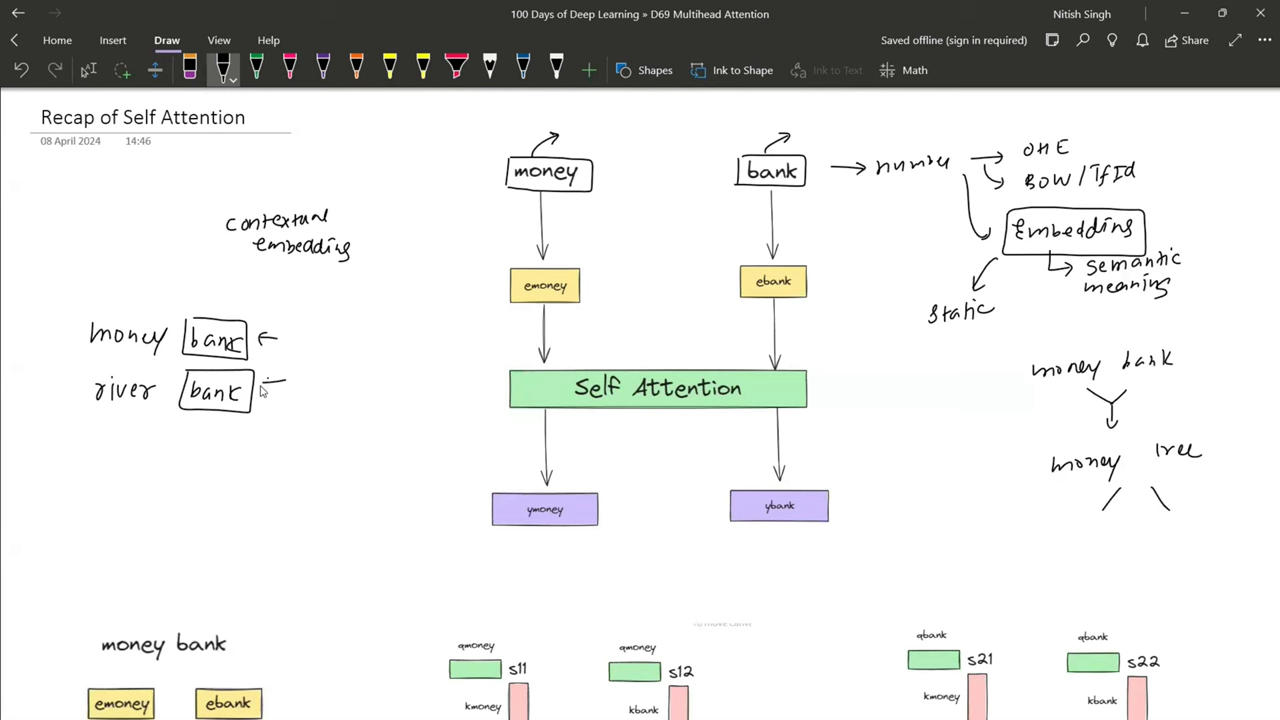 100 Days of Deep Learning » D69 Multihead Attention
Nitish Singh
Home Insert Draw View Help
Saved offline (sign in required)
Share
Shapes
Ink to Shape
Ink to Text
Math
Recap of Self Attention
08 April 2024 14:46
money
bank
number
OHE
BOW/TfId
Embedding
semantic
meaning
static
contextual
embedding
emoney
ebank
money bank
river bank
Self Attention
money bank
money tree
ymoney
ybank
money bank
emoney
ebank
qmoney
s11
kmoney
qmoney
s12
kbank
qbank
s21
kmoney
qbank
s22
kbank